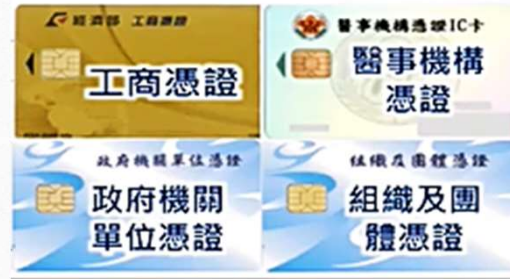 經濟部 工商憑證
工商憑證
醫事機構憑證IC卡
醫事機構
憑證
政府機關單位憑證
政府機關
單位憑證
組織及團體憑證
組織及團
體憑證